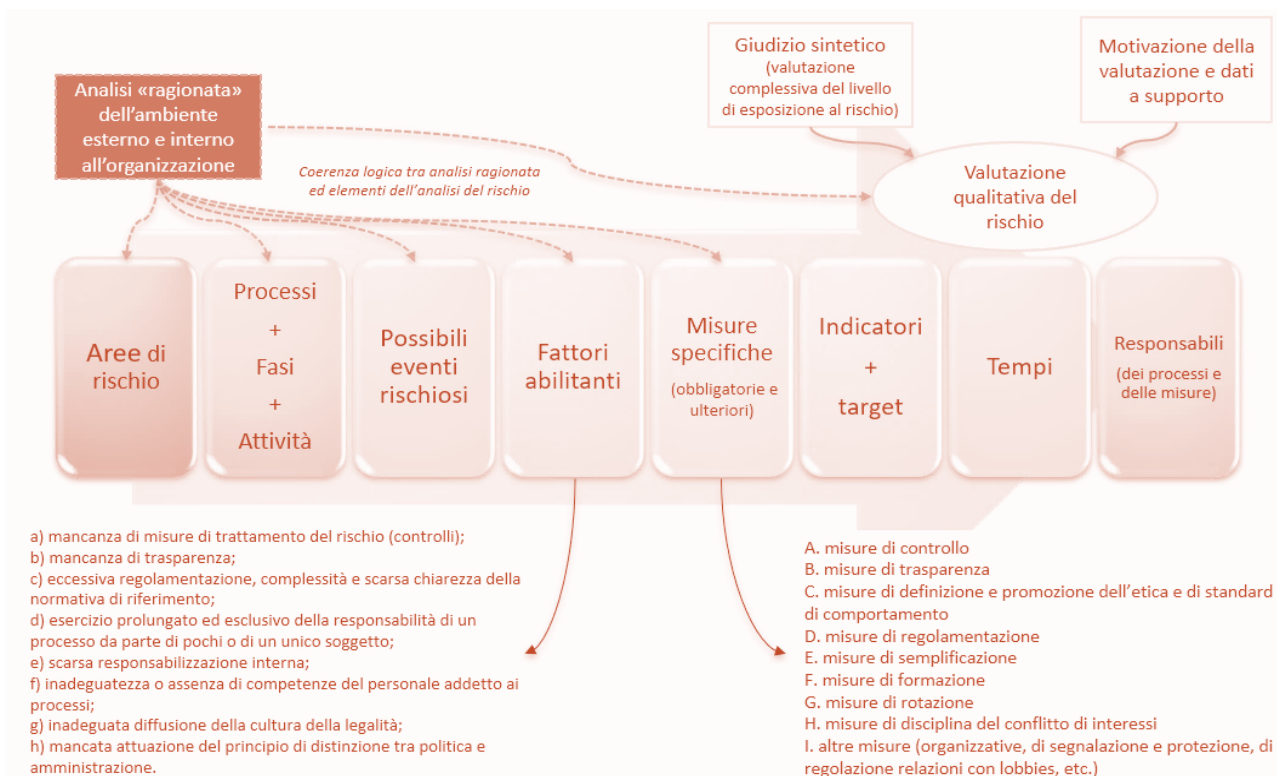 Analisi «ragionata»
dell'ambiente
esterno e interno
all'organizzazione
Giudizio sintetico
(valutazione
complessiva del livello
di esposizione al rischio)
Motivazione della
valutazione e dati
a supporto
Coerenza logica tra analisi ragionata
ed elementi dell'analisi del rischio
Valutazione
qualitativa del
rischio
Aree di
rischio
Processi
+
Fasi
+
Attività
Possibili
eventi
rischiosi
Fattori
abilitanti
Misure
specifiche
(obbligatorie e
ulteriori)
Indicatori
+
target
Tempi
Responsabili
(dei processi e
delle misure)
a) mancanza di misure di trattamento del rischio (controlli);
b) mancanza di trasparenza;
c) eccessiva regolamentazione, complessità e scarsa chiarezza della
normativa di riferimento;
d) esercizio prolungato ed esclusivo della responsabilità di un
processo da parte di pochi o di un unico soggetto;
e) scarsa responsabilizzazione interna;
f) inadeguatezza o assenza di competenze del personale addetto ai
processi;
g) inadeguata diffusione della cultura della legalità;
h) mancata attuazione del principio di distinzione tra politica e
amministrazione.
A. misure di controllo
B. misure di trasparenza
C. misure di definizione e promozione dell'etica e di standard
di comportamento
D. misure di regolamentazione
E. misure di semplificazione
F. misure di formazione
G. misure di rotazione
H. misure di disciplina del conflitto di interessi
I. altre misure (organizzative, di segnalazione e protezione, di
regolazione relazioni con lobbies, etc.)